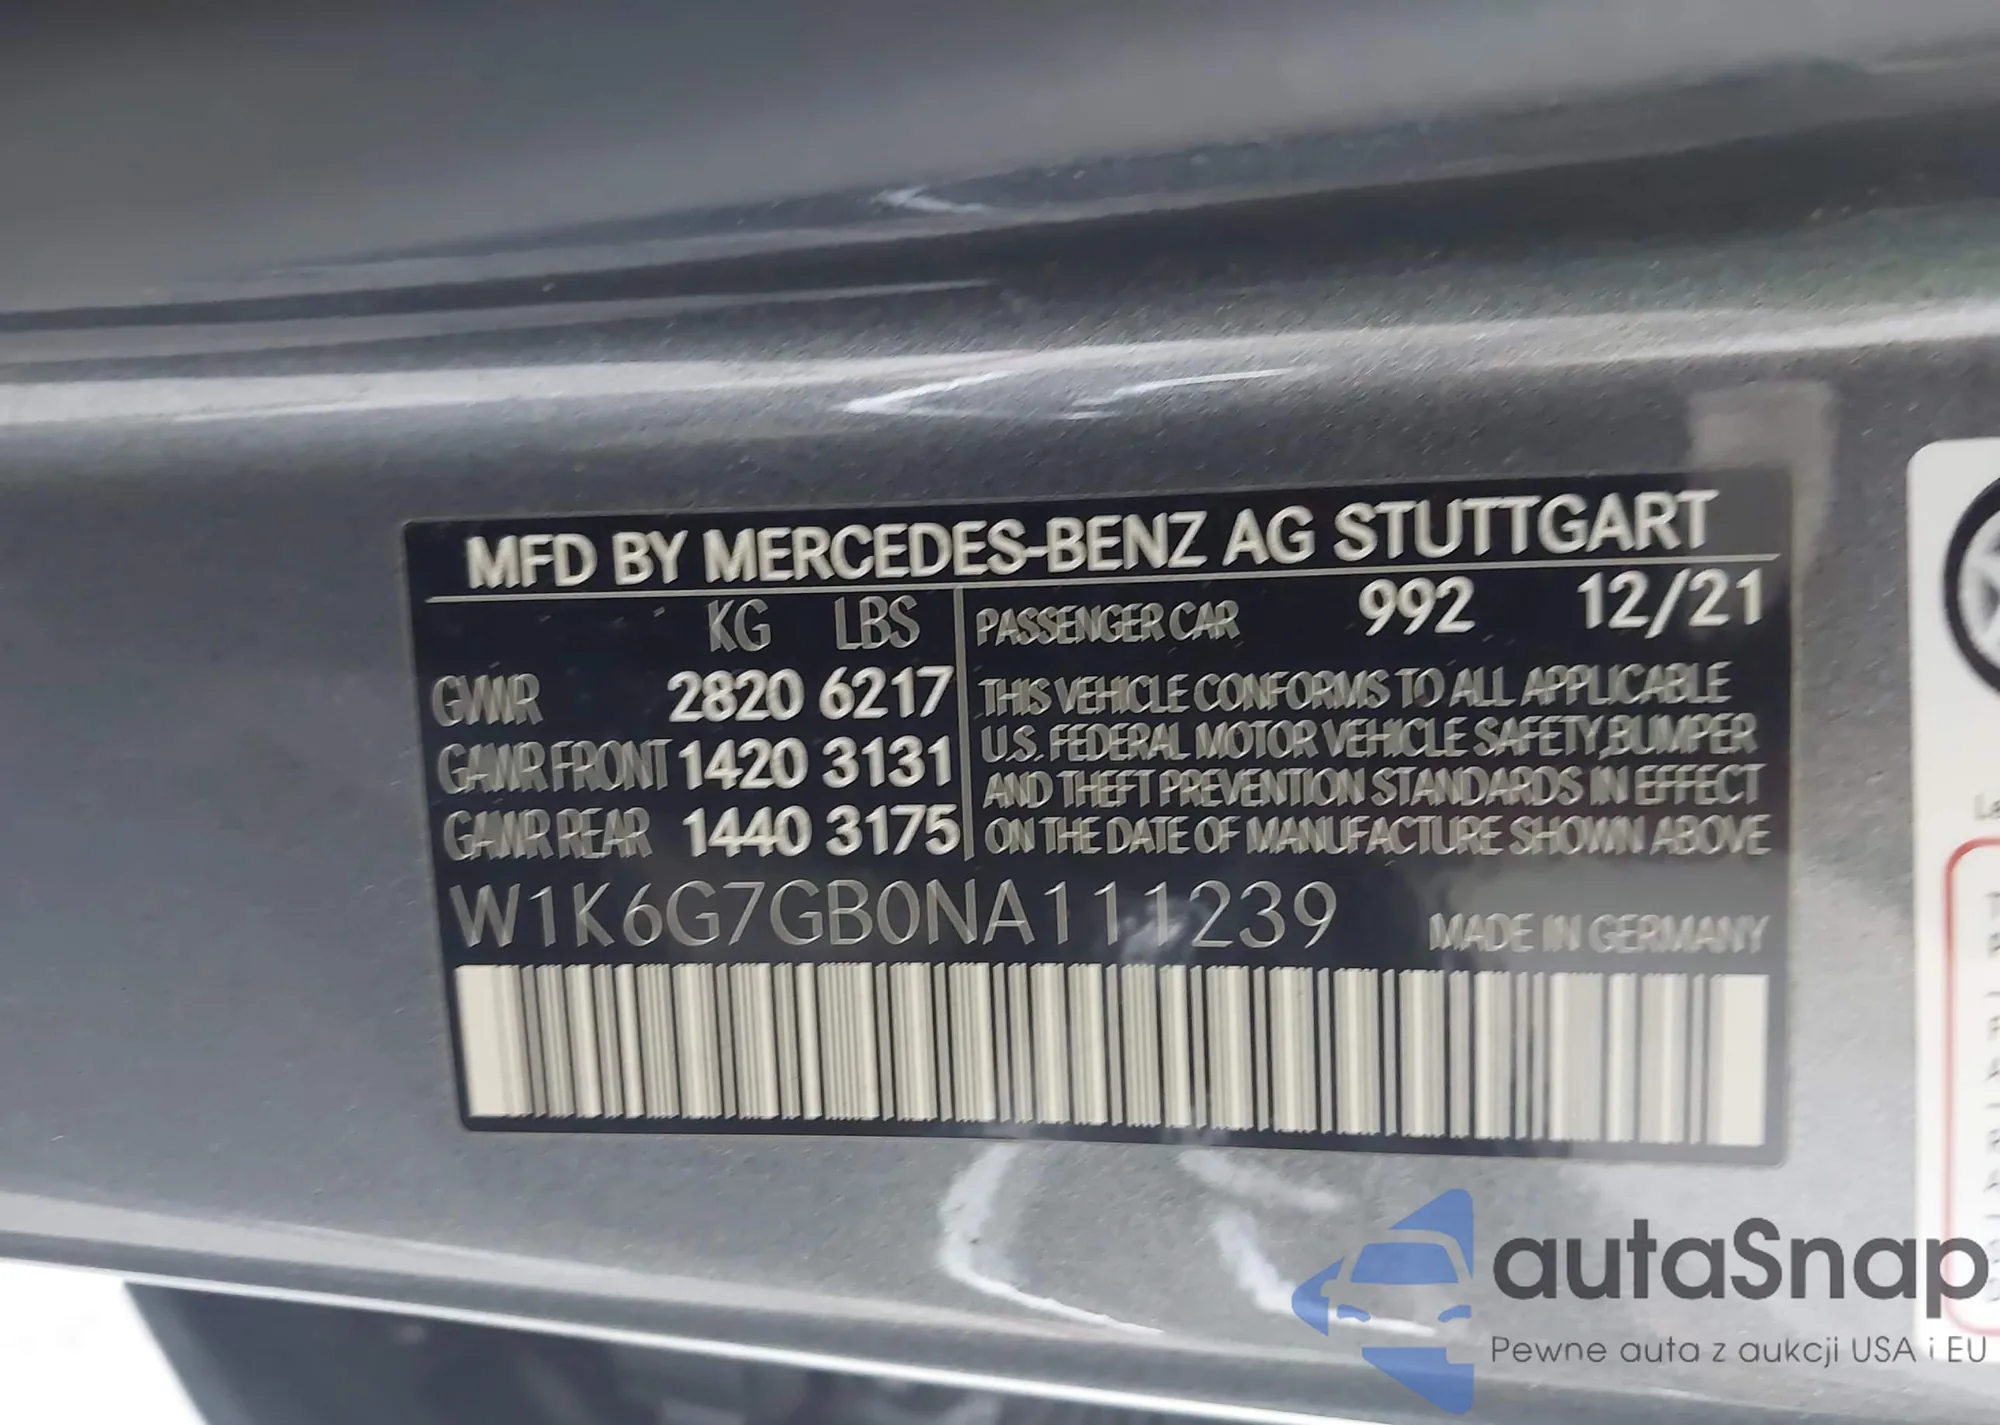 MFD BY MERCEDES-BENZ AG STUTTGART
KG LBS
GVWR 2820 6217
GAWR FRONT 1420 3131
GAWR REAR 1440 3175
PASSENGER CAR 992 12/21
THIS VEHICLE CONFORMS TO ALL APPLICABLE
U.S. FEDERAL MOTOR VEHICLE SAFETY,BUMPER
AND THEFT PREVENTION STANDARDS IN EFFECT
ON THE DATE OF MANUFACTURE SHOWN ABOVE
W1K6G7GB0NA111239
MADE IN GERMANY
autaSnap
Pewne auta z aukcji USA i EU